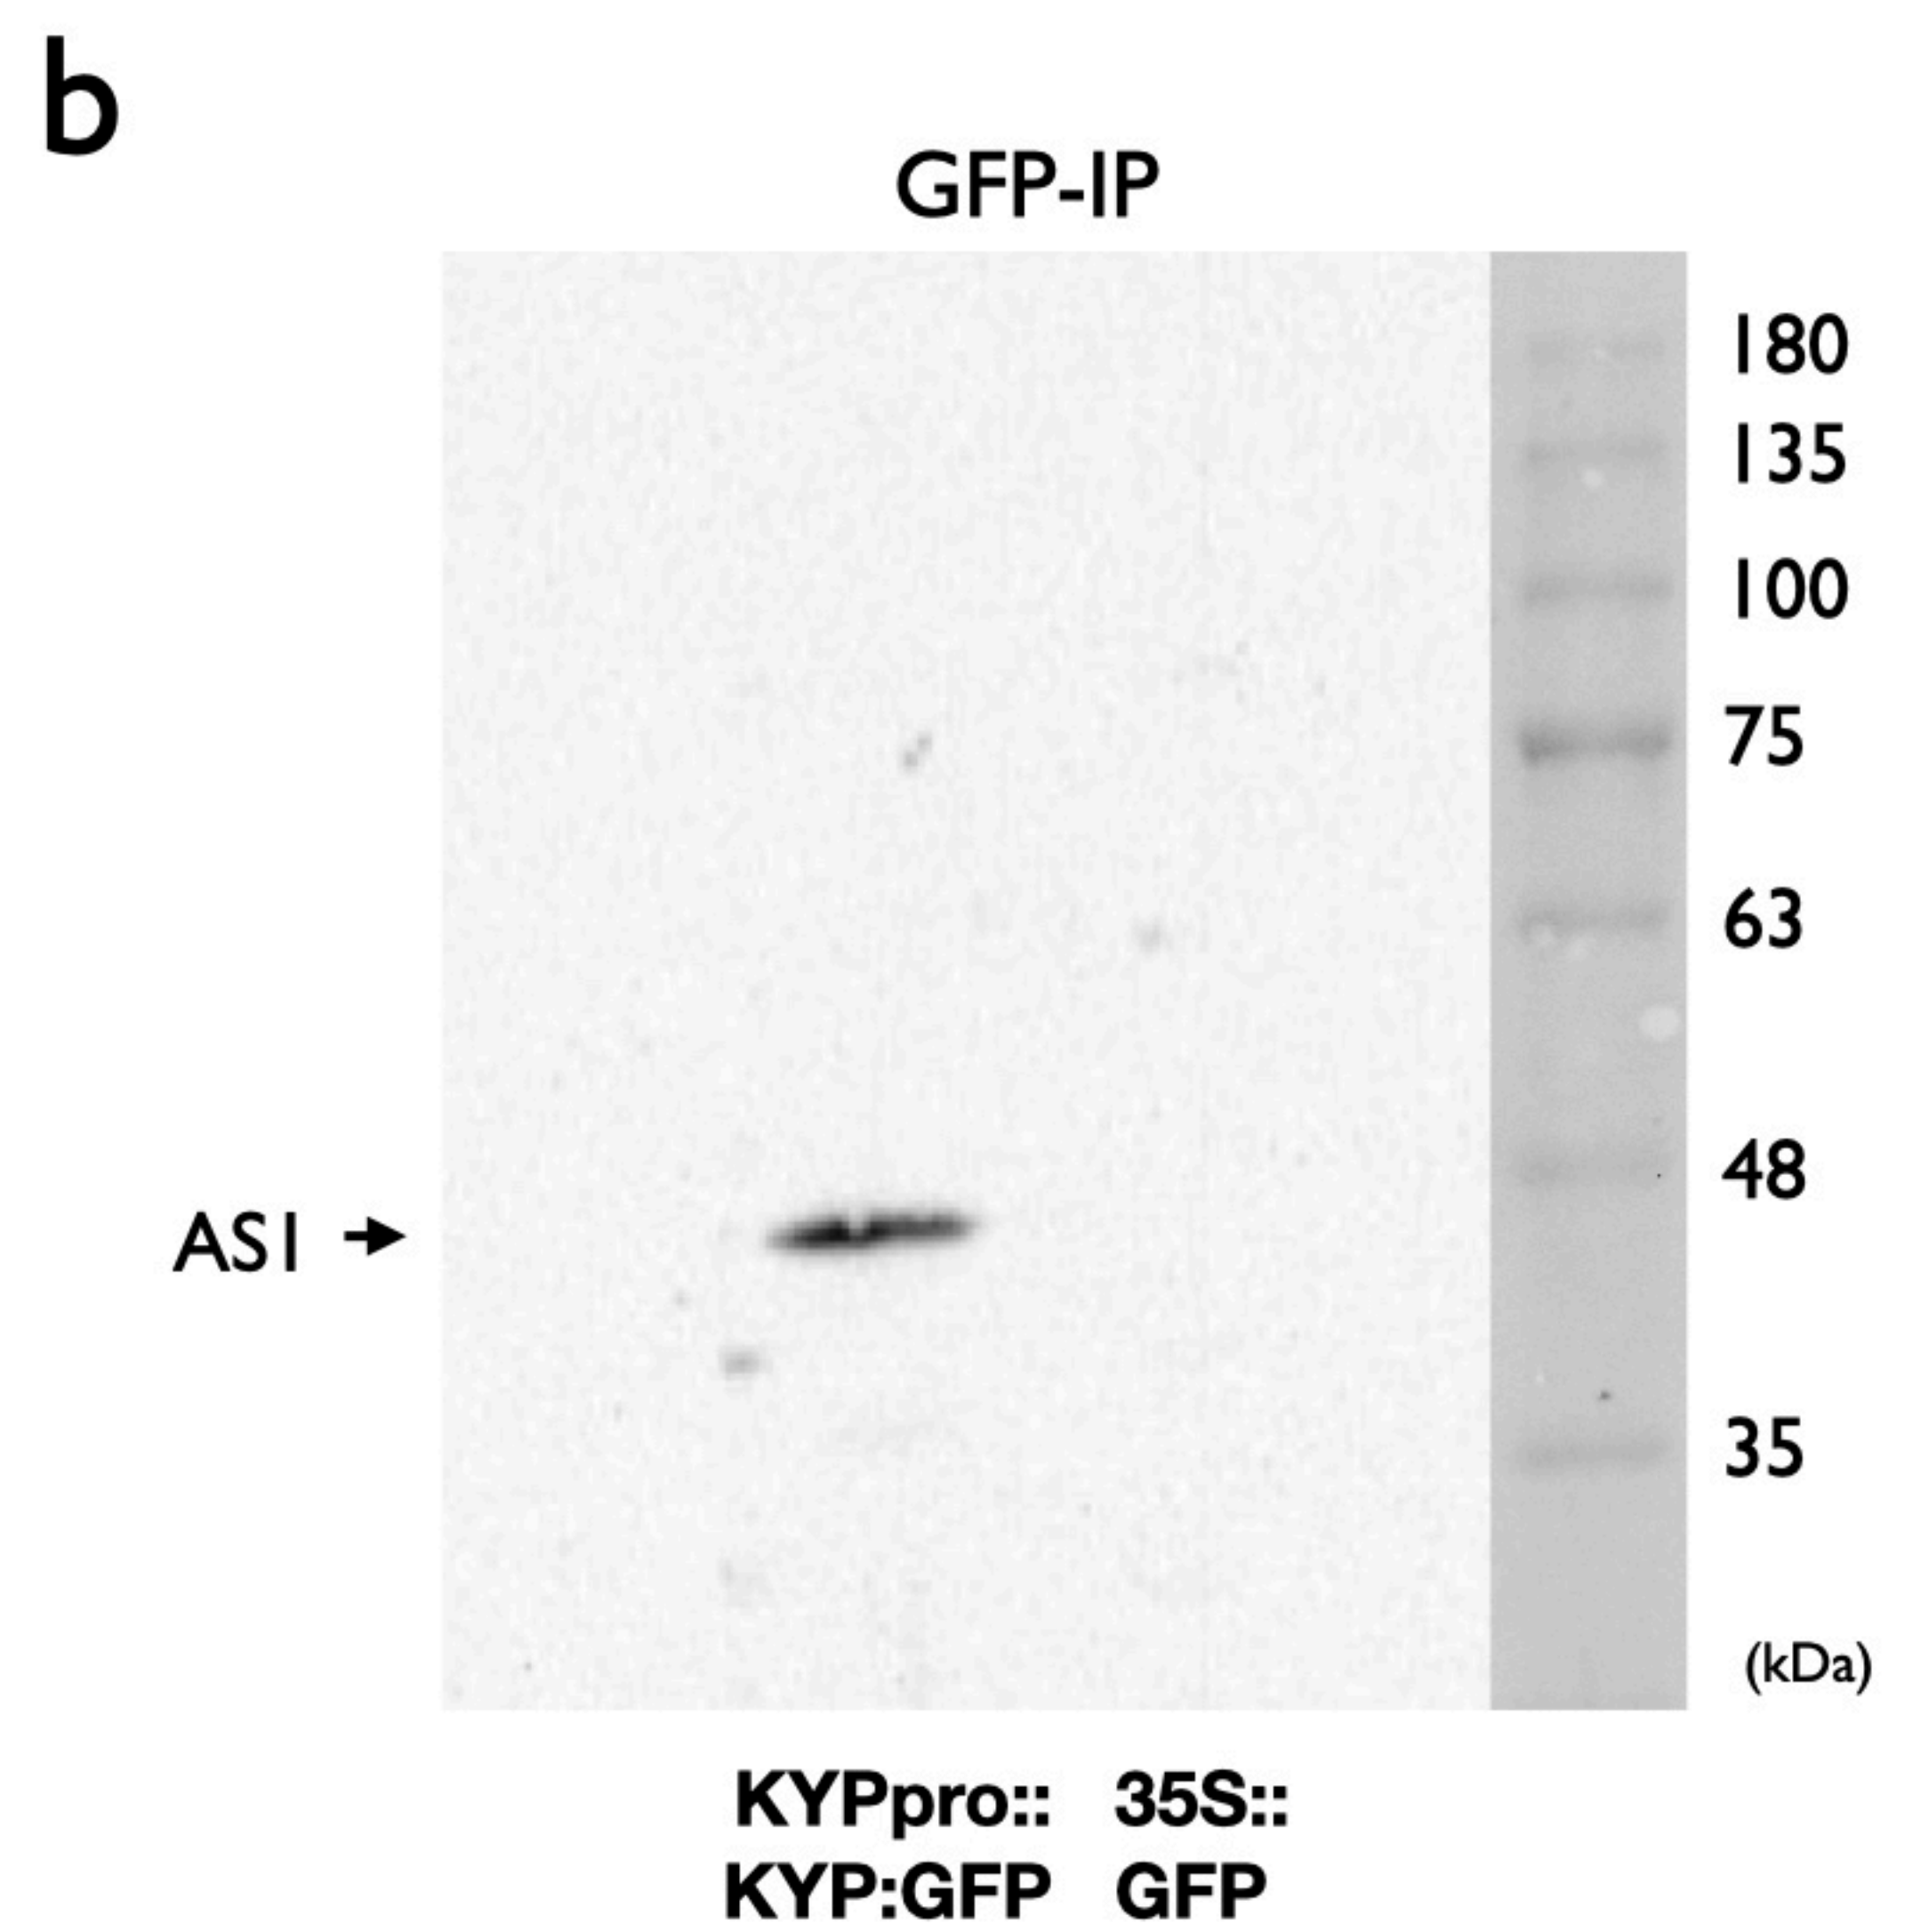 b
GFP-IP
180
135
100
75
63
48
AS1
35
(kDa)
KYPpro:: 35S::
KYP:GFP GFP